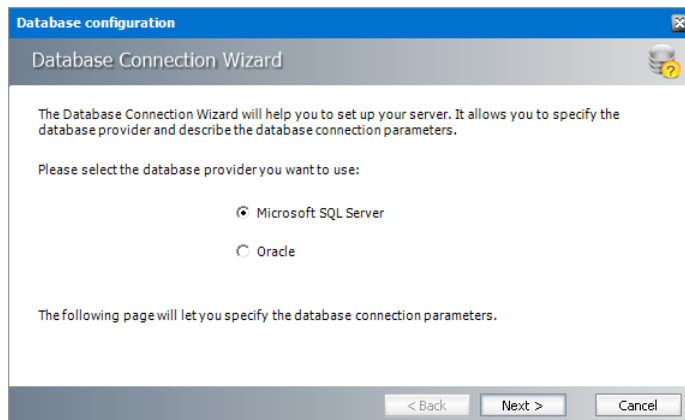 Database configuration
Database Connection Wizard
The Database Connection Wizard will help you to set up your server. It allows you to specify the
database provider and describe the database connection parameters.
Please select the database provider you want to use:
Microsoft SQL Server
Oracle
The following page will let you specify the database connection parameters.
< Back Next > Cancel